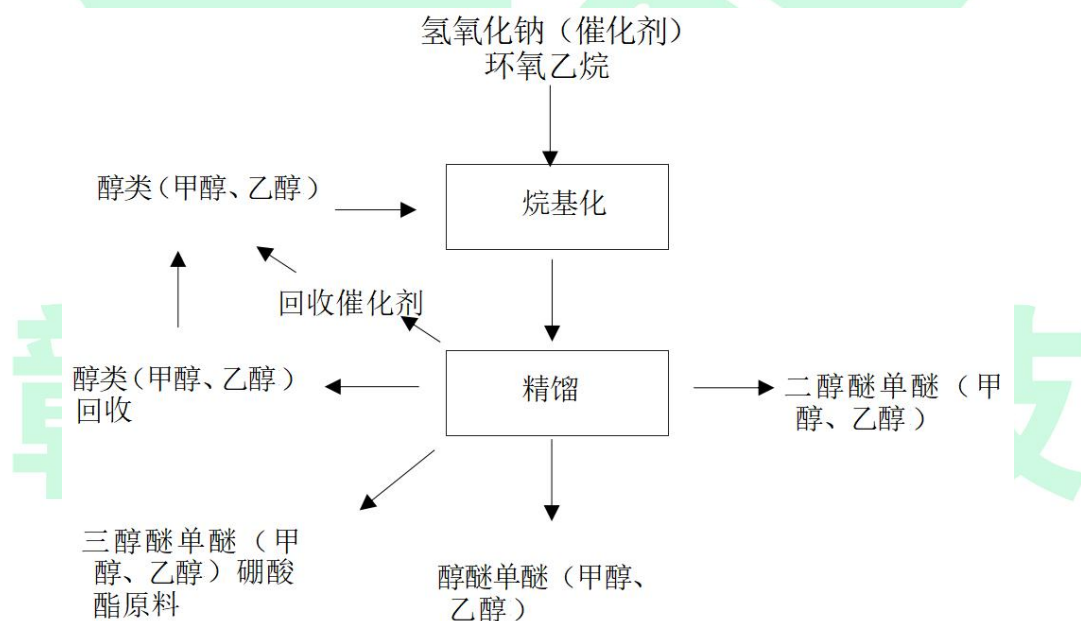 氢氧化钠（催化剂）
环氧乙烷
醇类（甲醇、乙醇）
烷基化
回收催化剂
醇类（甲醇、乙醇）
回收
精馏
二醇醚单醚（甲
醇、乙醇）
三醇醚单醚（甲
醇、乙醇）硼酸
酯原料
醇醚单醚（甲醇、
乙醇）